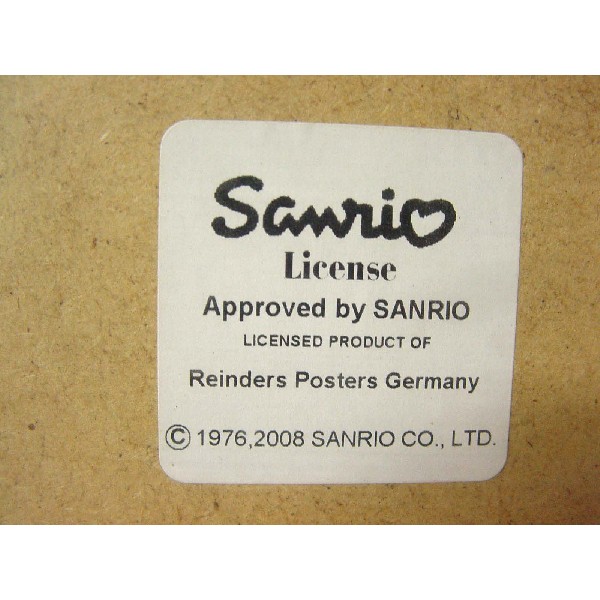 Sanrio
License
Approved by SANRIO
LICENSED PRODUCT OF
Reinders Posters Germany
© 1976,2008 SANRIO CO., LTD.